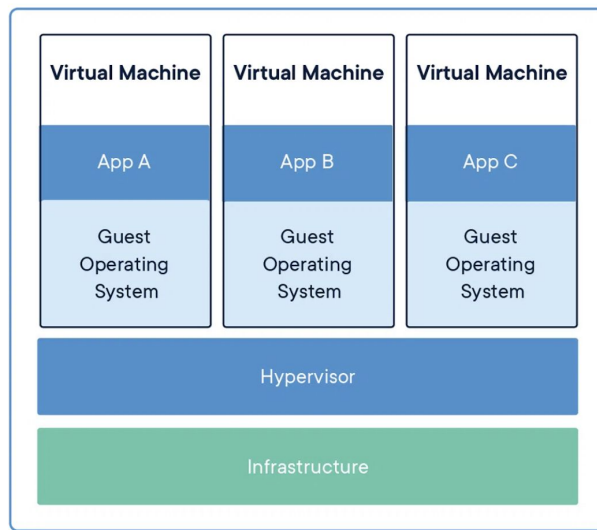 Virtual Machine
App A
Guest
Operating
System
Virtual Machine
App B
Guest
Operating
System
Virtual Machine
App C
Guest
Operating
System
Hypervisor
Infrastructure